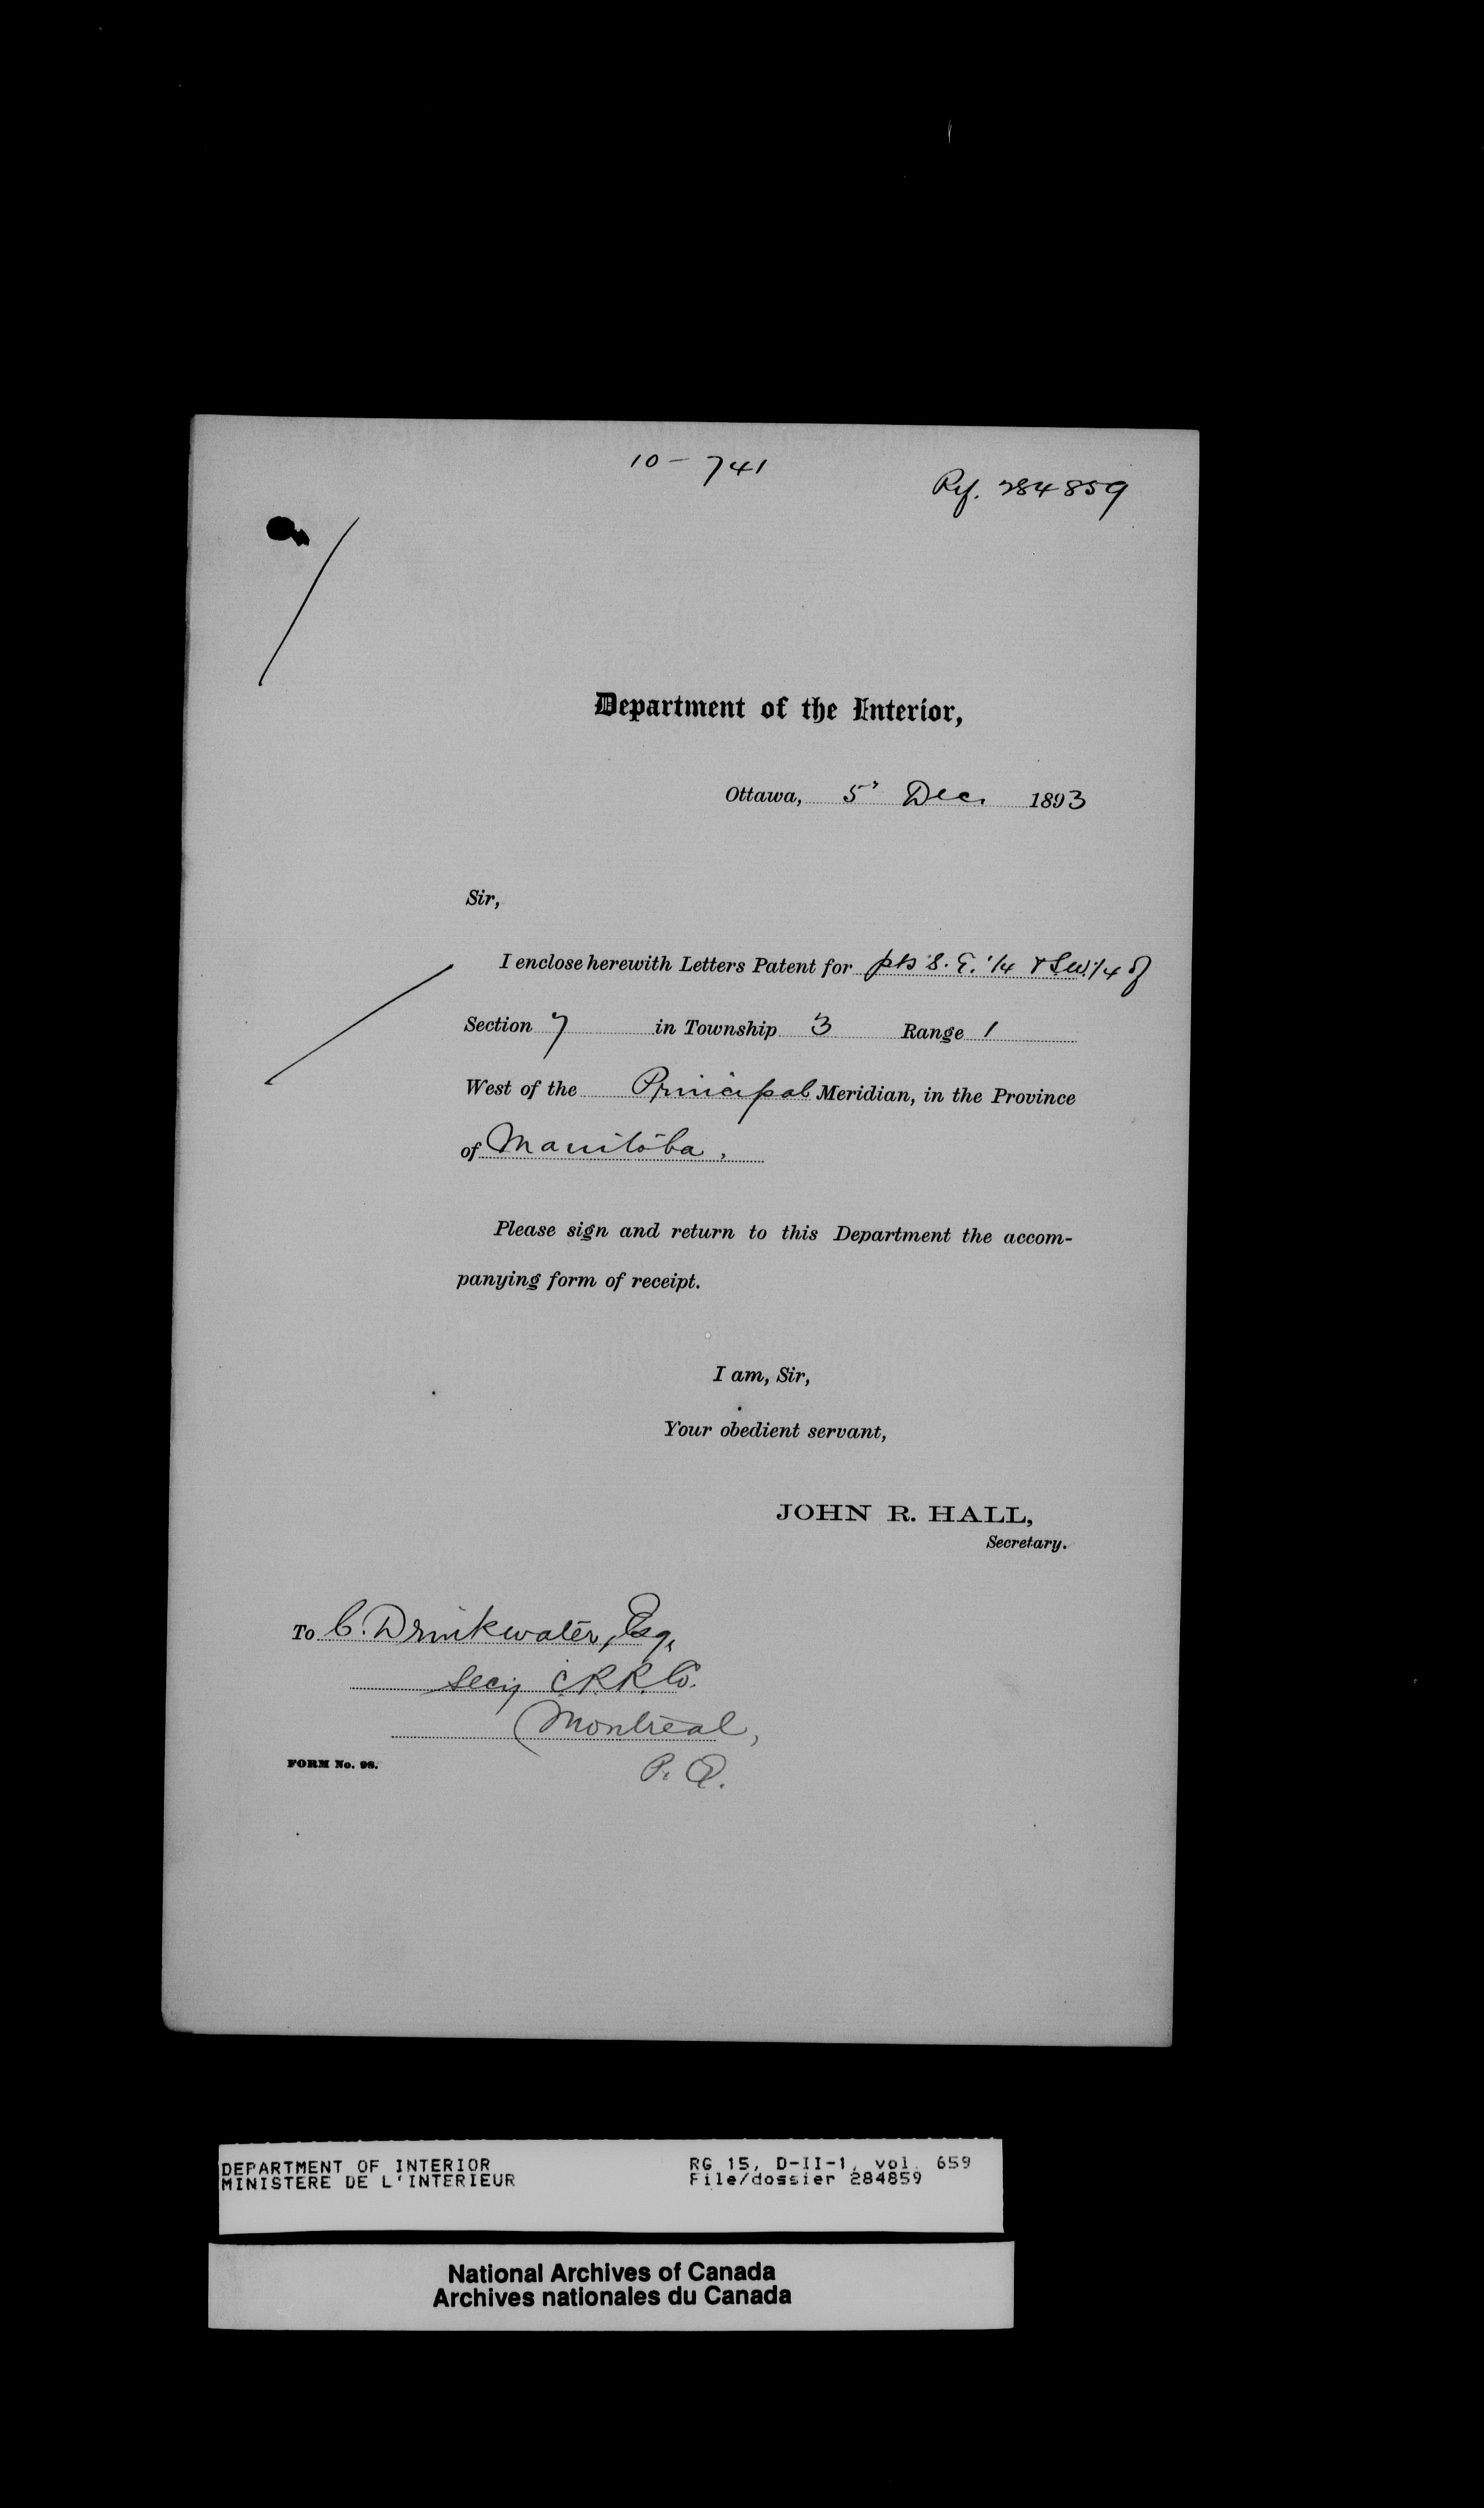 10 - 741
Ref. 284859
Department of the Interior,
Ottawa, 5' Dec. 1893
Sir,
I enclose herewith Letters Patent for pts S. E. 1/4 & S.W. 1/4 of
Section 7 in Township 3 Range 1
West of the Principal Meridian, in the Province
of Manitoba,
Please sign and return to this Department the accom-
panying form of receipt.
I am, Sir,
Your obedient servant,
JOHN R. HALL,
Secretary.
To C. Drinkwater, Esq.
Secy C.P.R. Co.
Montreal,
P. Q.
FORM No. 98.
DEPARTMENT OF INTERIOR
MINISTERE DE L'INTERIEUR
RG 15, D-II-1, vol. 659
File/dossier 284859
National Archives of Canada
Archives nationales du Canada